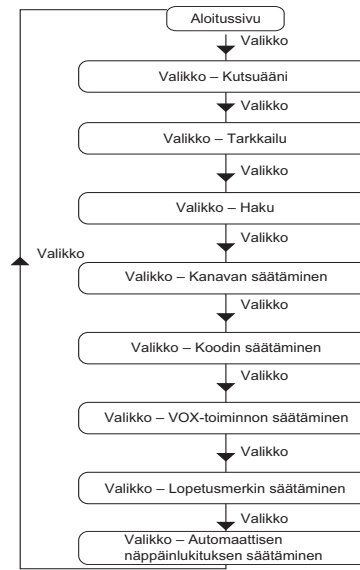 Aloitussivu
Valikko
Valikko – Kutsuääni
Valikko
Valikko – Tarkkailu
Valikko
Valikko – Haku
Valikko
Valikko
Valikko – Kanavan säätäminen
Valikko
Valikko – Koodin säätäminen
Valikko
Valikko – VOX-toiminnon säätäminen
Valikko
Valikko – Lopetusmerkin säätäminen
Valikko
Valikko – Automaattisen
näppäinlukituksen säätäminen